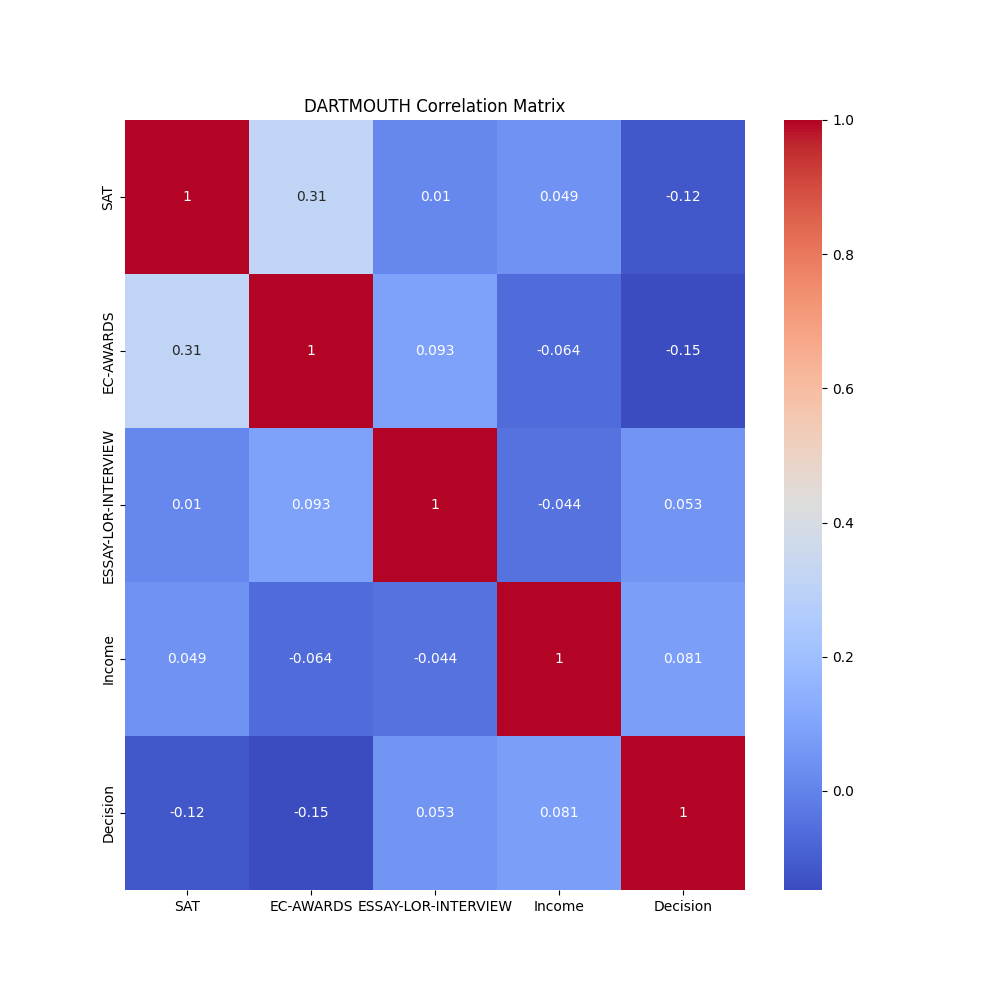 DARTMOUTH Correlation Matrix
SAT
1
0.31
0.01
0.049
-0.12
EC-AWARDS
0.31
1
0.093
-0.064
-0.15
ESSAY-LOR-INTERVIEW
0.01
0.093
1
-0.044
0.053
Income
0.049
-0.064
-0.044
1
0.081
Decision
-0.12
-0.15
0.053
0.081
1
SAT
EC-AWARDS
ESSAY-LOR-INTERVIEW
Income
Decision
1.0
0.8
0.6
0.4
0.2
0.0